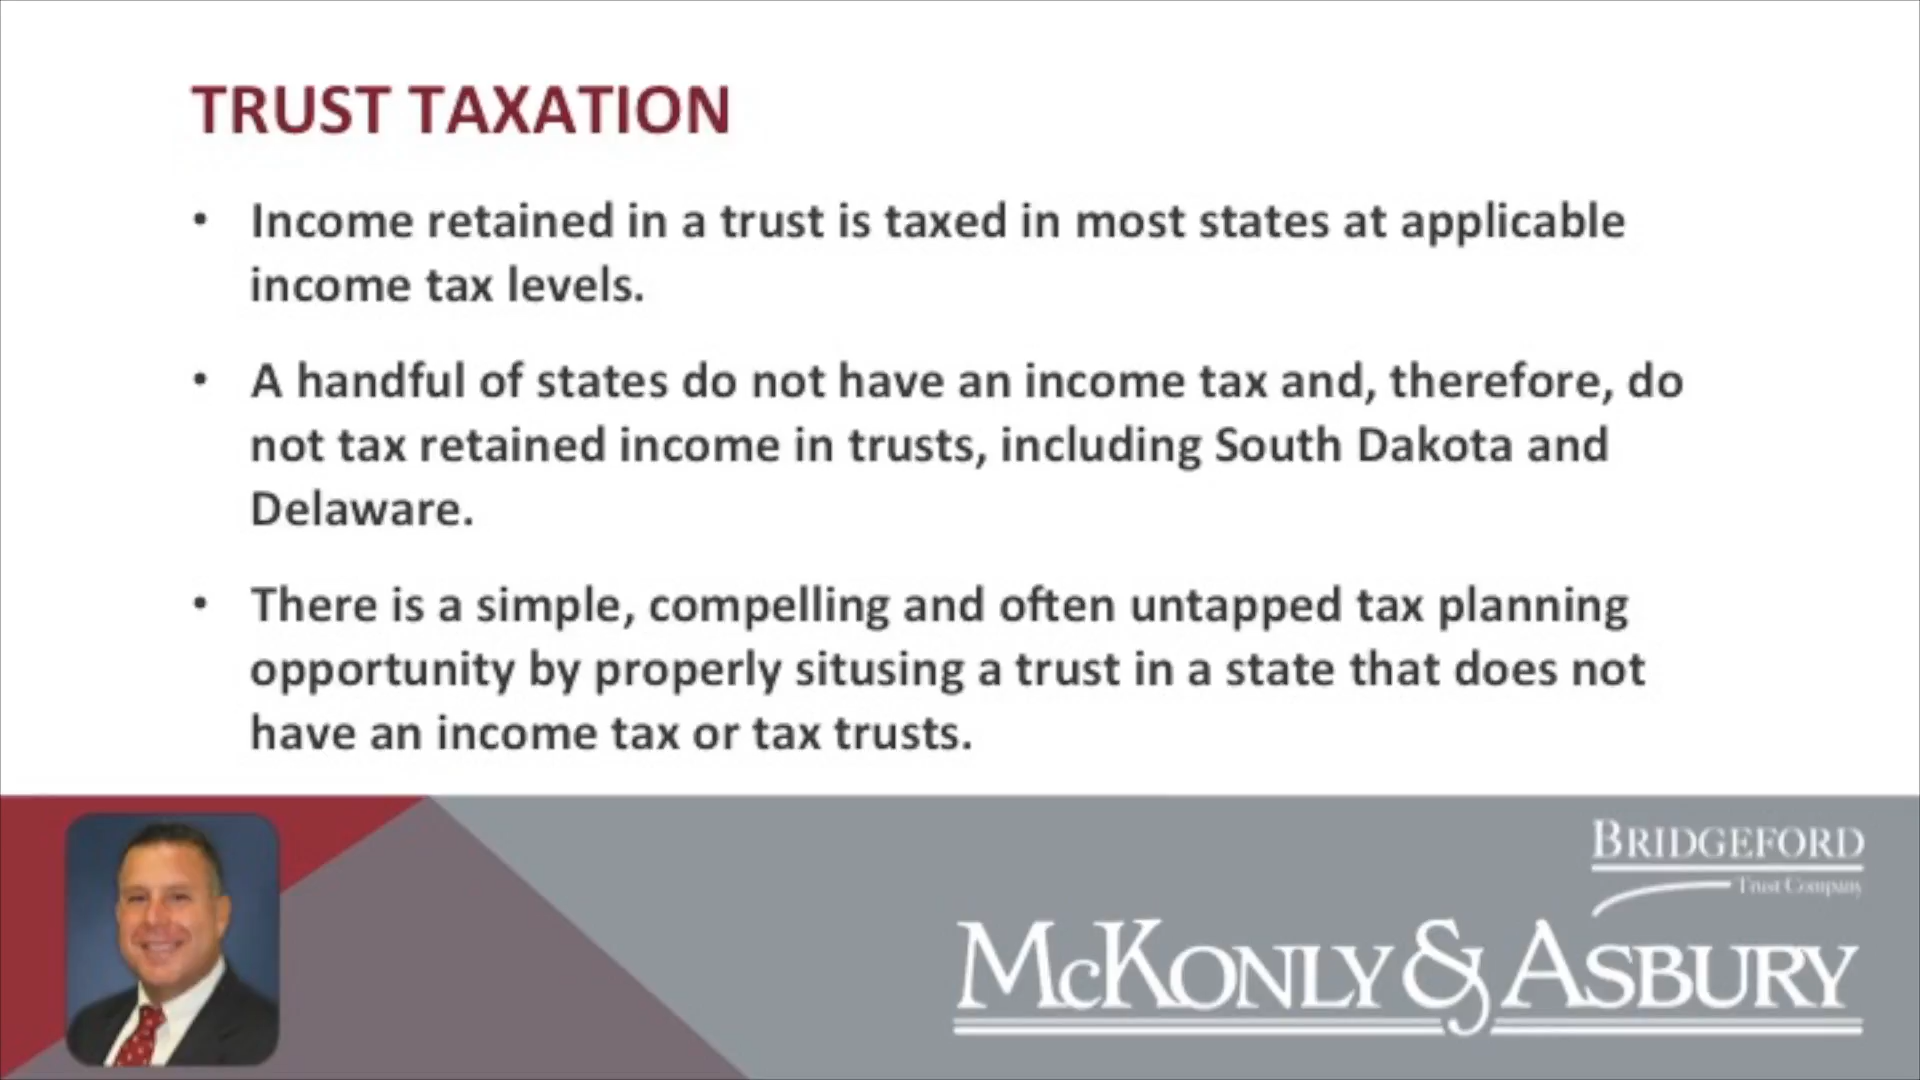 TRUST TAXATION
• Income retained in a trust is taxed in most states at applicable
income tax levels.
• A handful of states do not have an income tax and, therefore, do
not tax retained income in trusts, including South Dakota and
Delaware.
• There is a simple, compelling and often untapped tax planning
opportunity by properly situsing a trust in a state that does not
have an income tax or tax trusts.
BRIDGEFORD
Trust Company
MCKONLY & ASBURY